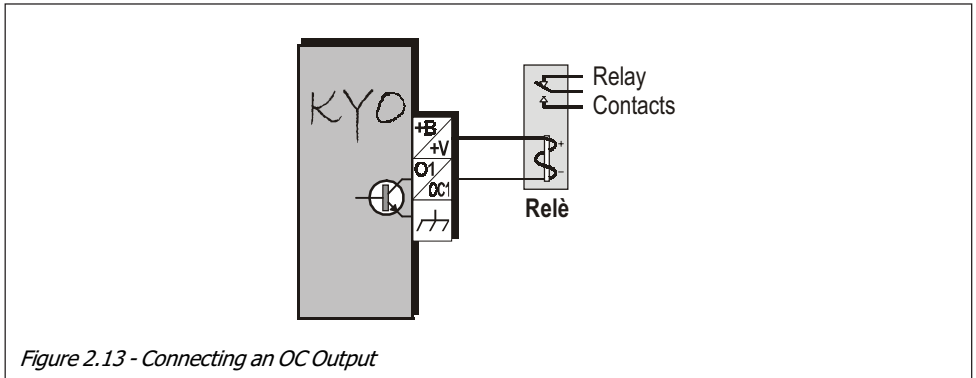 KYO
+B
+V
O1
OC1
Relay
Contacts
+
–
Relè
Figure 2.13 - Connecting an OC Output